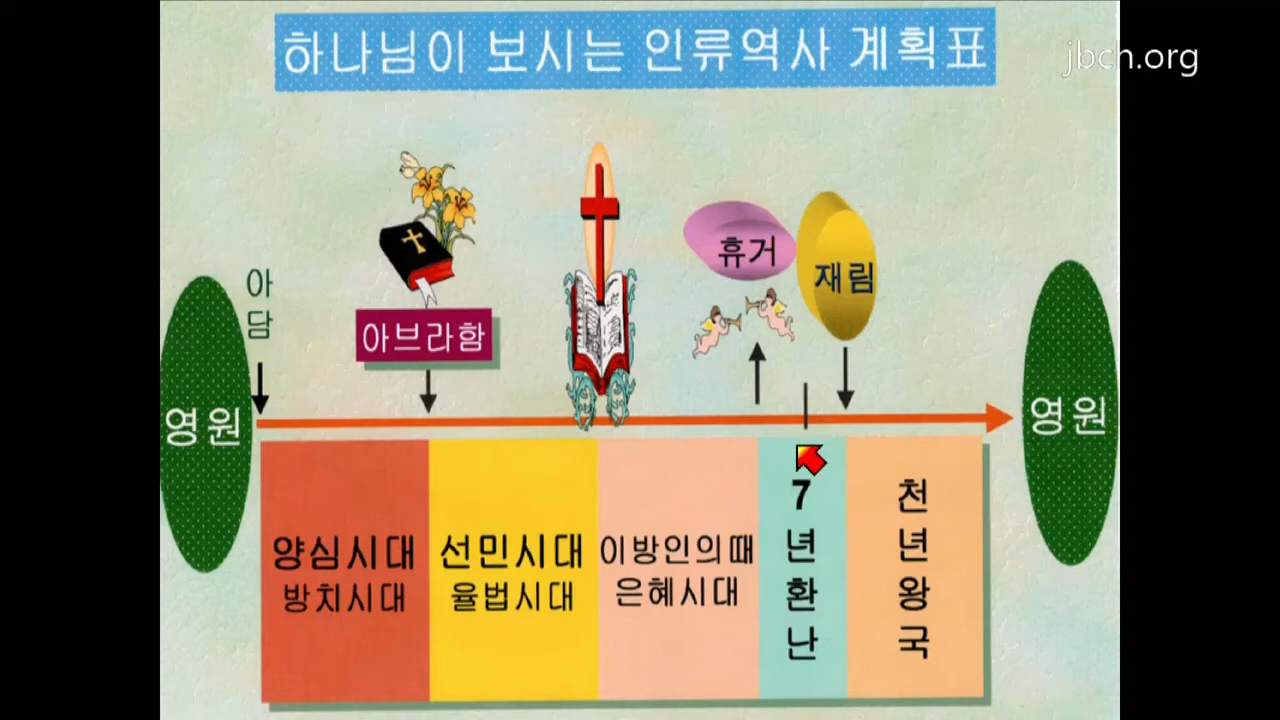 하나님이 보시는 인류역사 계획표
jbch.org
아
담
아브라함
휴거
재림
영원
영원
양심시대
방치시대
선민시대
율법시대
이방인의때
은혜시대
7
년
환
난
천
년
왕
국